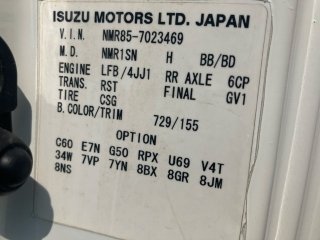 ISUZU MOTORS LTD. JAPAN
V.I.N. NMR85-7023469
M.D. NMR1SN H BB/BD
ENGINE LFB/4JJ1 RR AXLE 6CP
TRANS. RST FINAL GV1
TIRE CSG
B.COLOR/TRIM 729/155
OPTION
C60 E7N G50 RPX U69 V4T
34W 7VP 7YN 8BX 8GR 8JM
8NS